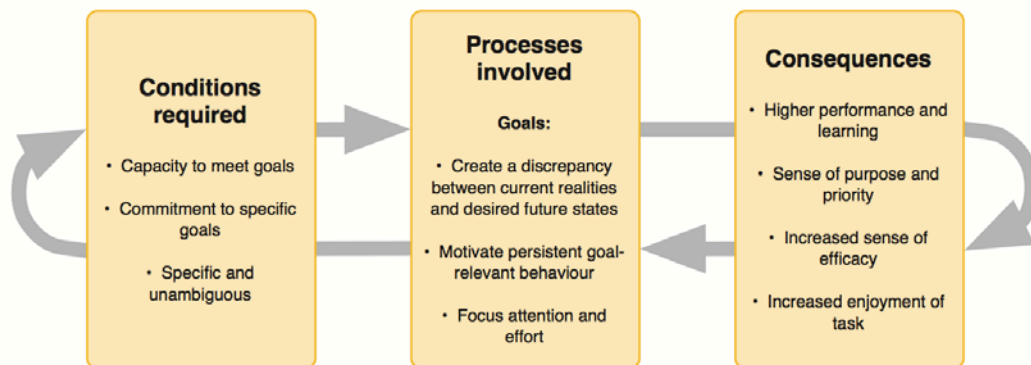 Conditions
required
• Capacity to meet goals
• Commitment to specific
goals
• Specific and
unambiguous
Processes
involved
Goals:
• Create a discrepancy
between current realities
and desired future states
• Motivate persistent goal-
relevant behaviour
• Focus attention and
effort
Consequences
• Higher performance and
learning
• Sense of purpose and
priority
• Increased sense of
efficacy
• Increased enjoyment of
task